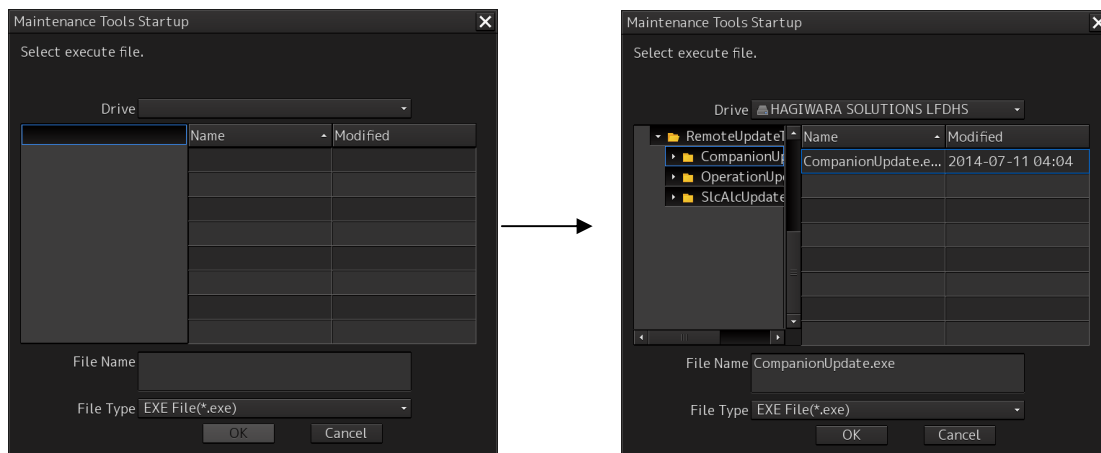 Maintenance Tools Startup
Select execute file.
Drive
Name Modified
File Name
File Type EXE File(*.exe)
OK Cancel
Maintenance Tools Startup
Select execute file.
Drive HAGIWARA SOLUTIONS LFDHS
RemoteUpdateT Name Modified
CompanionUp CompanionUpdate.e... 2014-07-11 04:04
OperationUp
SlcAlcUpdate
File Name CompanionUpdate.exe
File Type EXE File(*.exe)
OK Cancel